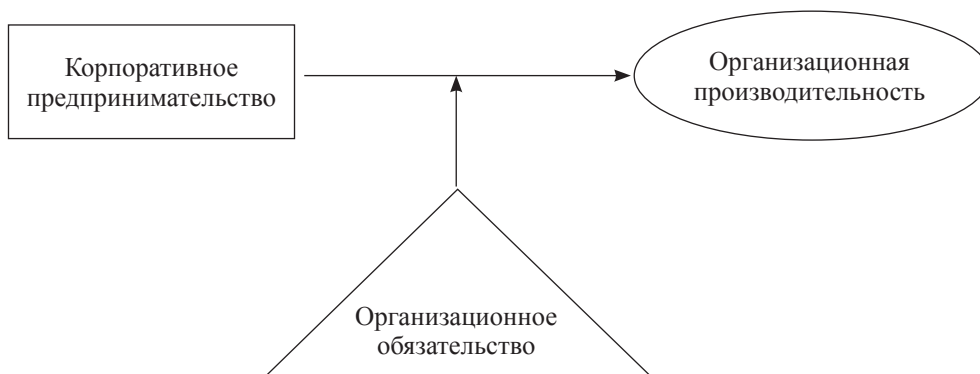 Корпоративное
предпринимательство
Организационная
производительность
Организационное
обязательство